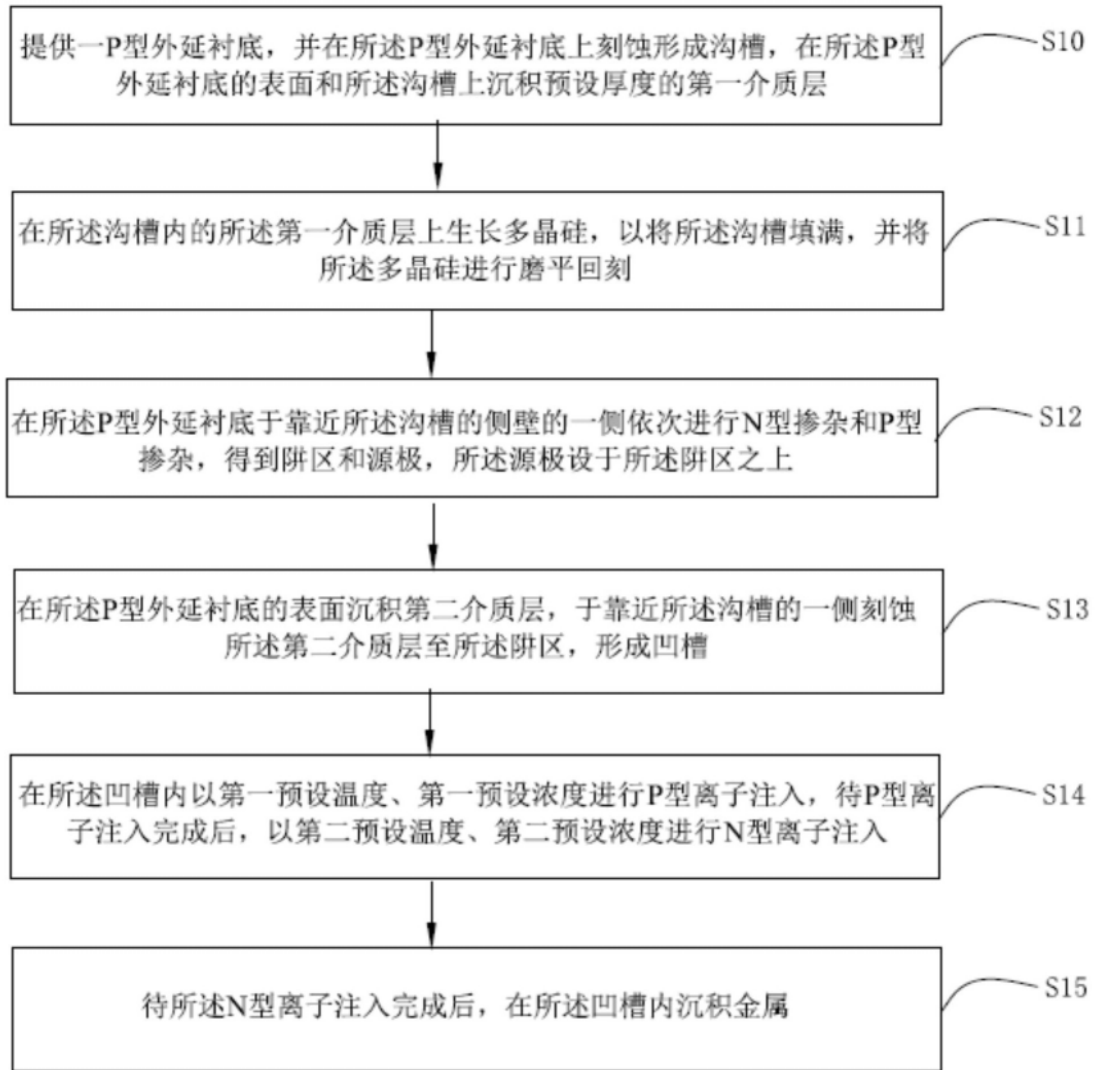 提供一P型外延衬底，并在所述P型外延衬底上刻蚀形成沟槽，在所述P型
外延衬底的表面和所述沟槽上沉积预设厚度的第一介质层
S10
在所述沟槽内的所述第一介质层上生长多晶硅，以将所述沟槽填满，并将
所述多晶硅进行磨平回刻
S11
在所述P型外延衬底于靠近所述沟槽的侧壁的一侧依次进行N型掺杂和P型
掺杂，得到阱区和源极，所述源极设于所述阱区之上
S12
在所述P型外延衬底的表面沉积第二介质层，于靠近所述沟槽的一侧刻蚀
所述第二介质层至所述阱区，形成凹槽
S13
在所述凹槽内以第一预设温度、第一预设浓度进行P型离子注入，待P型离
子注入完成后，以第二预设温度、第二预设浓度进行N型离子注入
S14
待所述N型离子注入完成后，在所述凹槽内沉积金属
S15